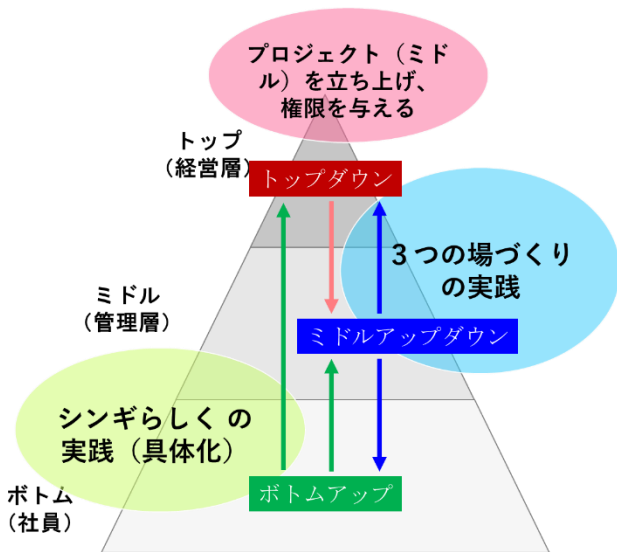 プロジェクト（ミド
ル）を立ち上げ、
権限を与える
トップ
（経営層）
トップダウン
３つの場づくり
の実践
ミドル
（管理層）
ミドルアップダウン
シンギらしく の
実践（具体化）
ボトム
（社員）
ボトムアップ